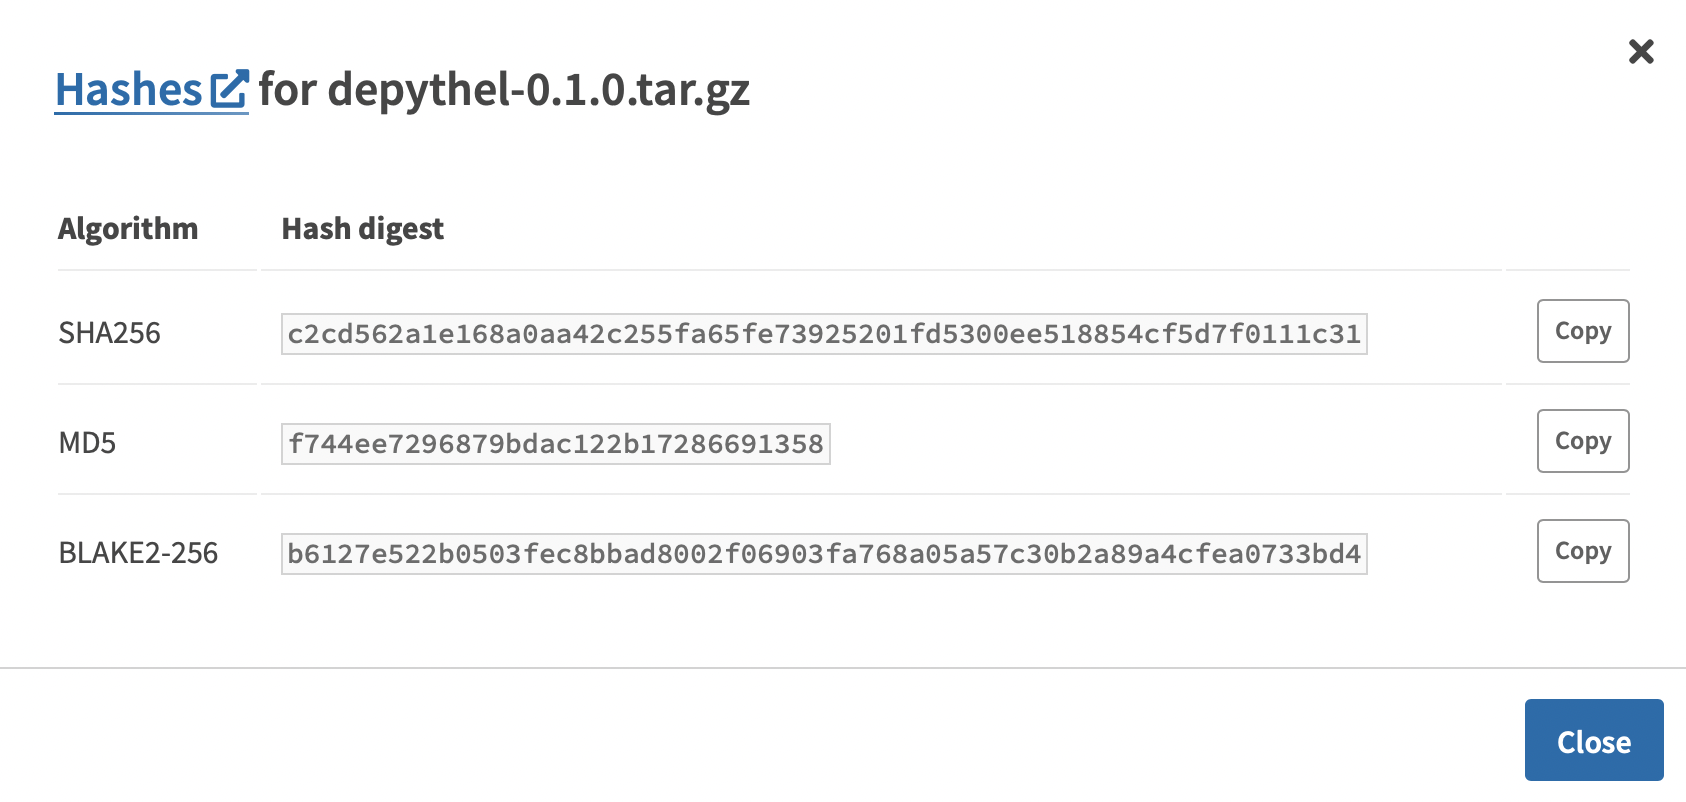 Hashes for depythel-0.1.0.tar.gz
Algorithm Hash digest
SHA256 c2cd562a1e168a0aa42c255fa65fe73925201fd5300ee518854cf5d7f0111c31 Copy
MD5 f744ee7296879bdac122b17286691358 Copy
BLAKE2-256 b6127e522b0503fec8bbad8002f06903fa768a05a57c30b2a89a4cfea0733bd4 Copy
Close